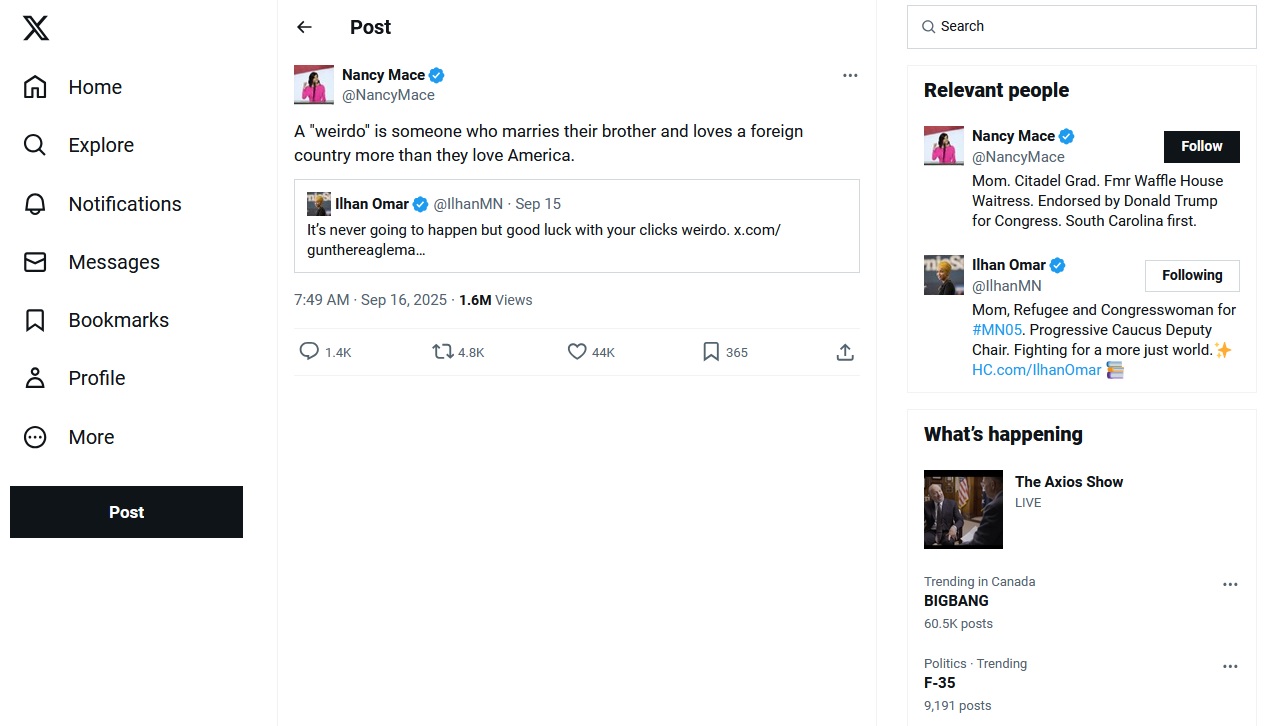 Home
Explore
Notifications
Messages
Bookmarks
Profile
More
Post
Post
Nancy Mace
@NancyMace
A "weirdo" is someone who marries their brother and loves a foreign
country more than they love America.
Ilhan Omar @IlhanMN · Sep 15
It’s never going to happen but good luck with your clicks weirdo. x.com/
gunthereaglema…
7:49 AM · Sep 16, 2025 · 1.6M Views
1.4K 4.8K 44K 365
Search
Relevant people
Nancy Mace
@NancyMace
Follow
Mom. Citadel Grad. Fmr Waffle House
Waitress. Endorsed by Donald Trump
for Congress. South Carolina first.
Ilhan Omar
@IlhanMN
Following
Mom, Refugee and Congresswoman for
#MN05. Progressive Caucus Deputy
Chair. Fighting for a more just world.✨
HC.com/IlhanOmar 📚
What’s happening
The Axios Show
LIVE
Trending in Canada
BIGBANG
60.5K posts
Politics · Trending
F-35
9,191 posts